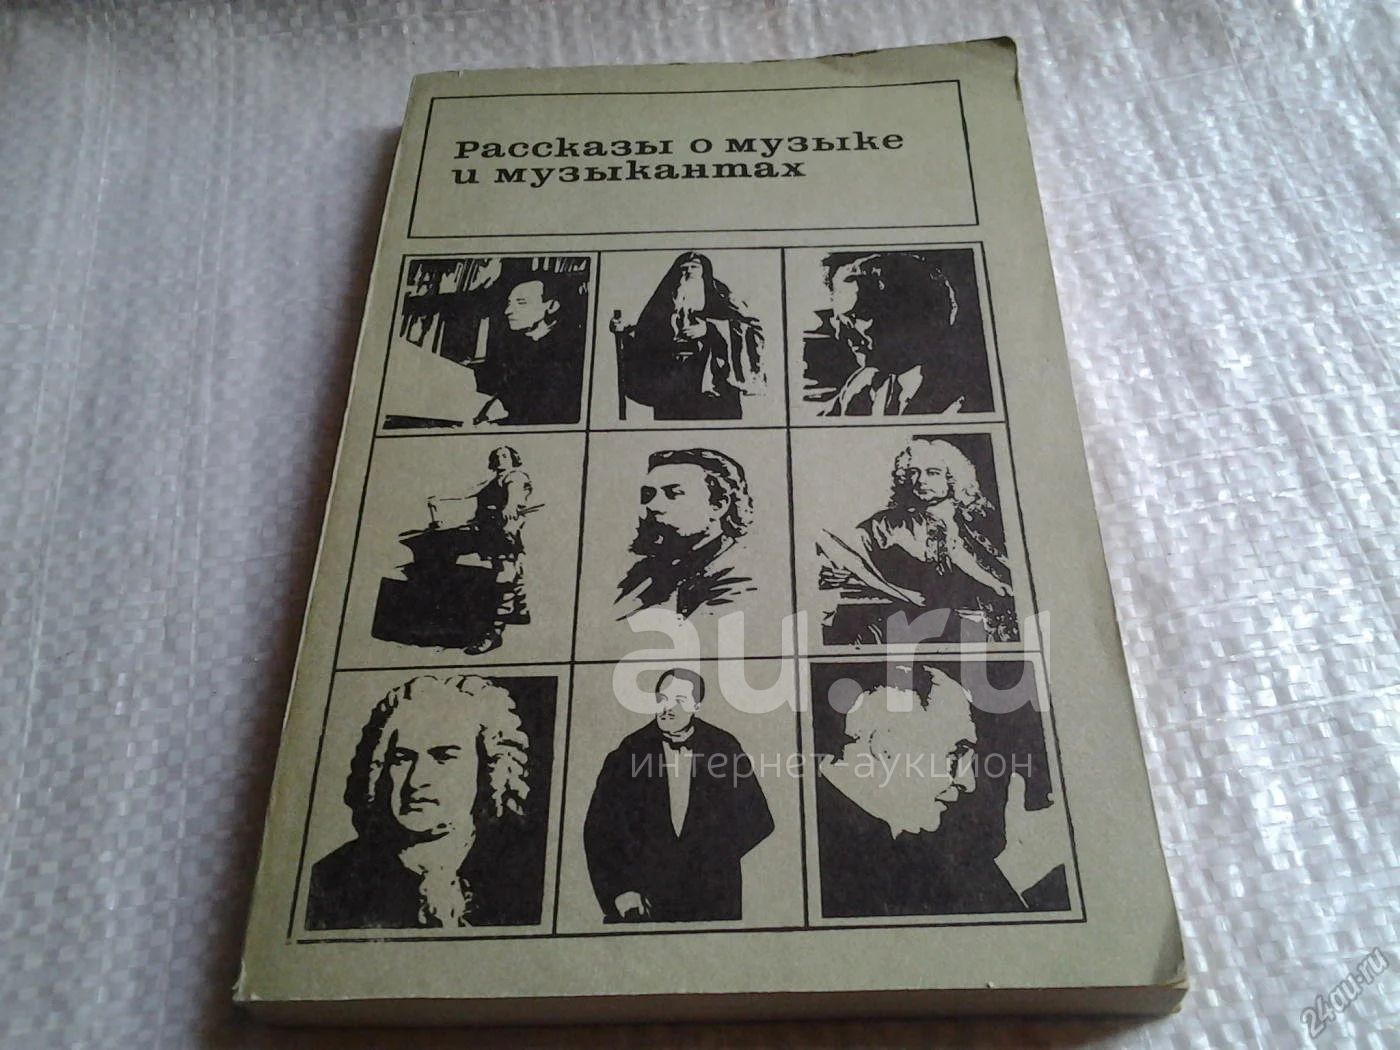 Рассказы о музыке
и музыкантах
au.ru
интернет-аукцион
24au.ru